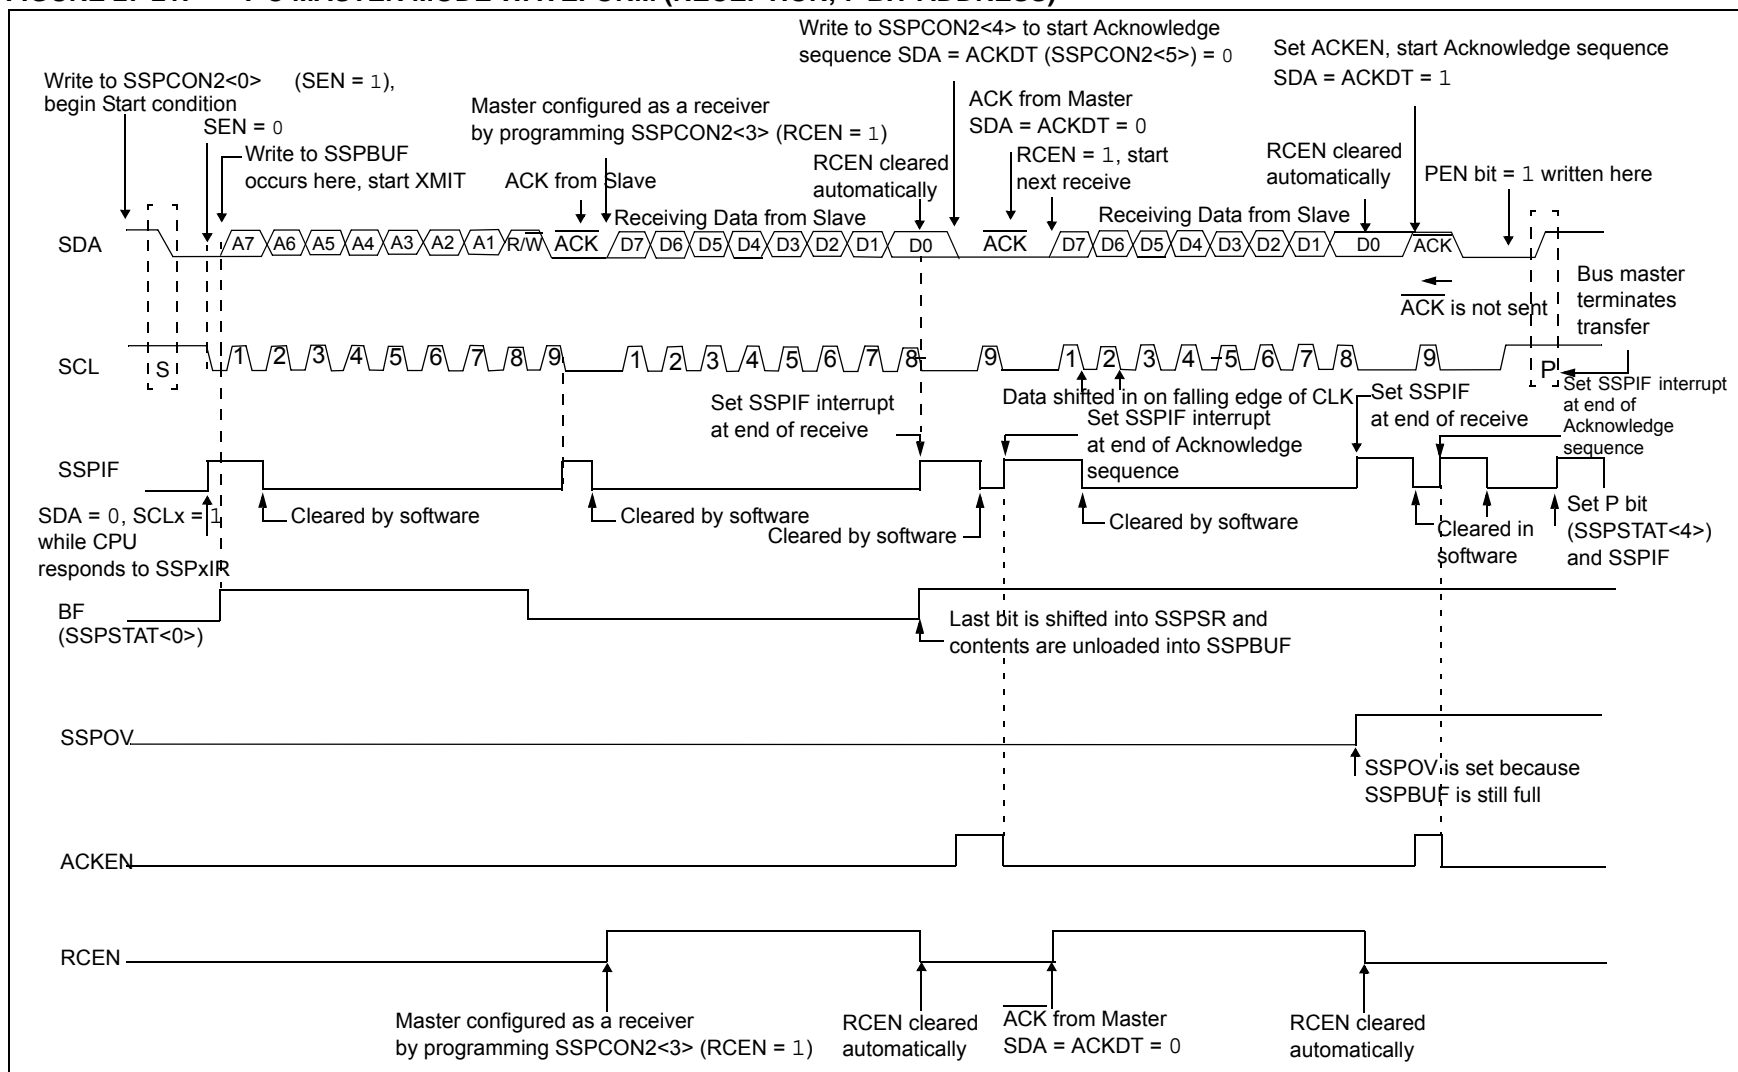 Write to SSPCON2<4> to start Acknowledge
sequence SDA = ACKDT (SSPCON2<5>) = 0
Set ACKEN, start Acknowledge sequence
SDA = ACKDT = 1
Write to SSPCON2<0> (SEN = 1),
begin Start condition
Master configured as a receiver
by programming SSPCON2<3> (RCEN = 1)
ACK from Master
SDA = ACKDT = 0
SEN = 0
Write to SSPBUF
occurs here, start XMIT
RCEN cleared
automatically
RCEN = 1, start
next receive
RCEN cleared
automatically
PEN bit = 1 written here
ACK from Slave
Receiving Data from Slave
Receiving Data from Slave
SDA A7 A6 A5 A4 A3 A2 A1 R/W ACK D7 D6 D5 D4 D3 D2 D1 D0 ACK D7 D6 D5 D4 D3 D2 D1 D0 ACK
Bus master
terminates
transfer
ACK is not sent
SCL S 1 2 3 4 5 6 7 8 9 1 2 3 4 5 6 7 8 9 1 2 3 4 5 6 7 8 9 P
Data shifted in on falling edge of CLK
Set SSPIF interrupt
at end of receive
Set SSPIF interrupt
at end of Acknowledge
sequence
Set SSPIF
at end of receive
Set SSPIF interrupt
at end of
Acknowledge
sequence
SSPIF
SDA = 0, SCLx = 1
while CPU
responds to SSPxIR
Cleared by software
Cleared by software
Cleared by software
Cleared by software
Cleared in
software
Set P bit
(SSPSTAT<4>)
and SSPIF
BF
(SSPSTAT<0>)
Last bit is shifted into SSPSR and
contents are unloaded into SSPBUF
SSPOV
SSPOV is set because
SSPBUF is still full
ACKEN
RCEN
Master configured as a receiver
by programming SSPCON2<3> (RCEN = 1)
RCEN cleared
automatically
ACK from Master
SDA = ACKDT = 0
RCEN cleared
automatically